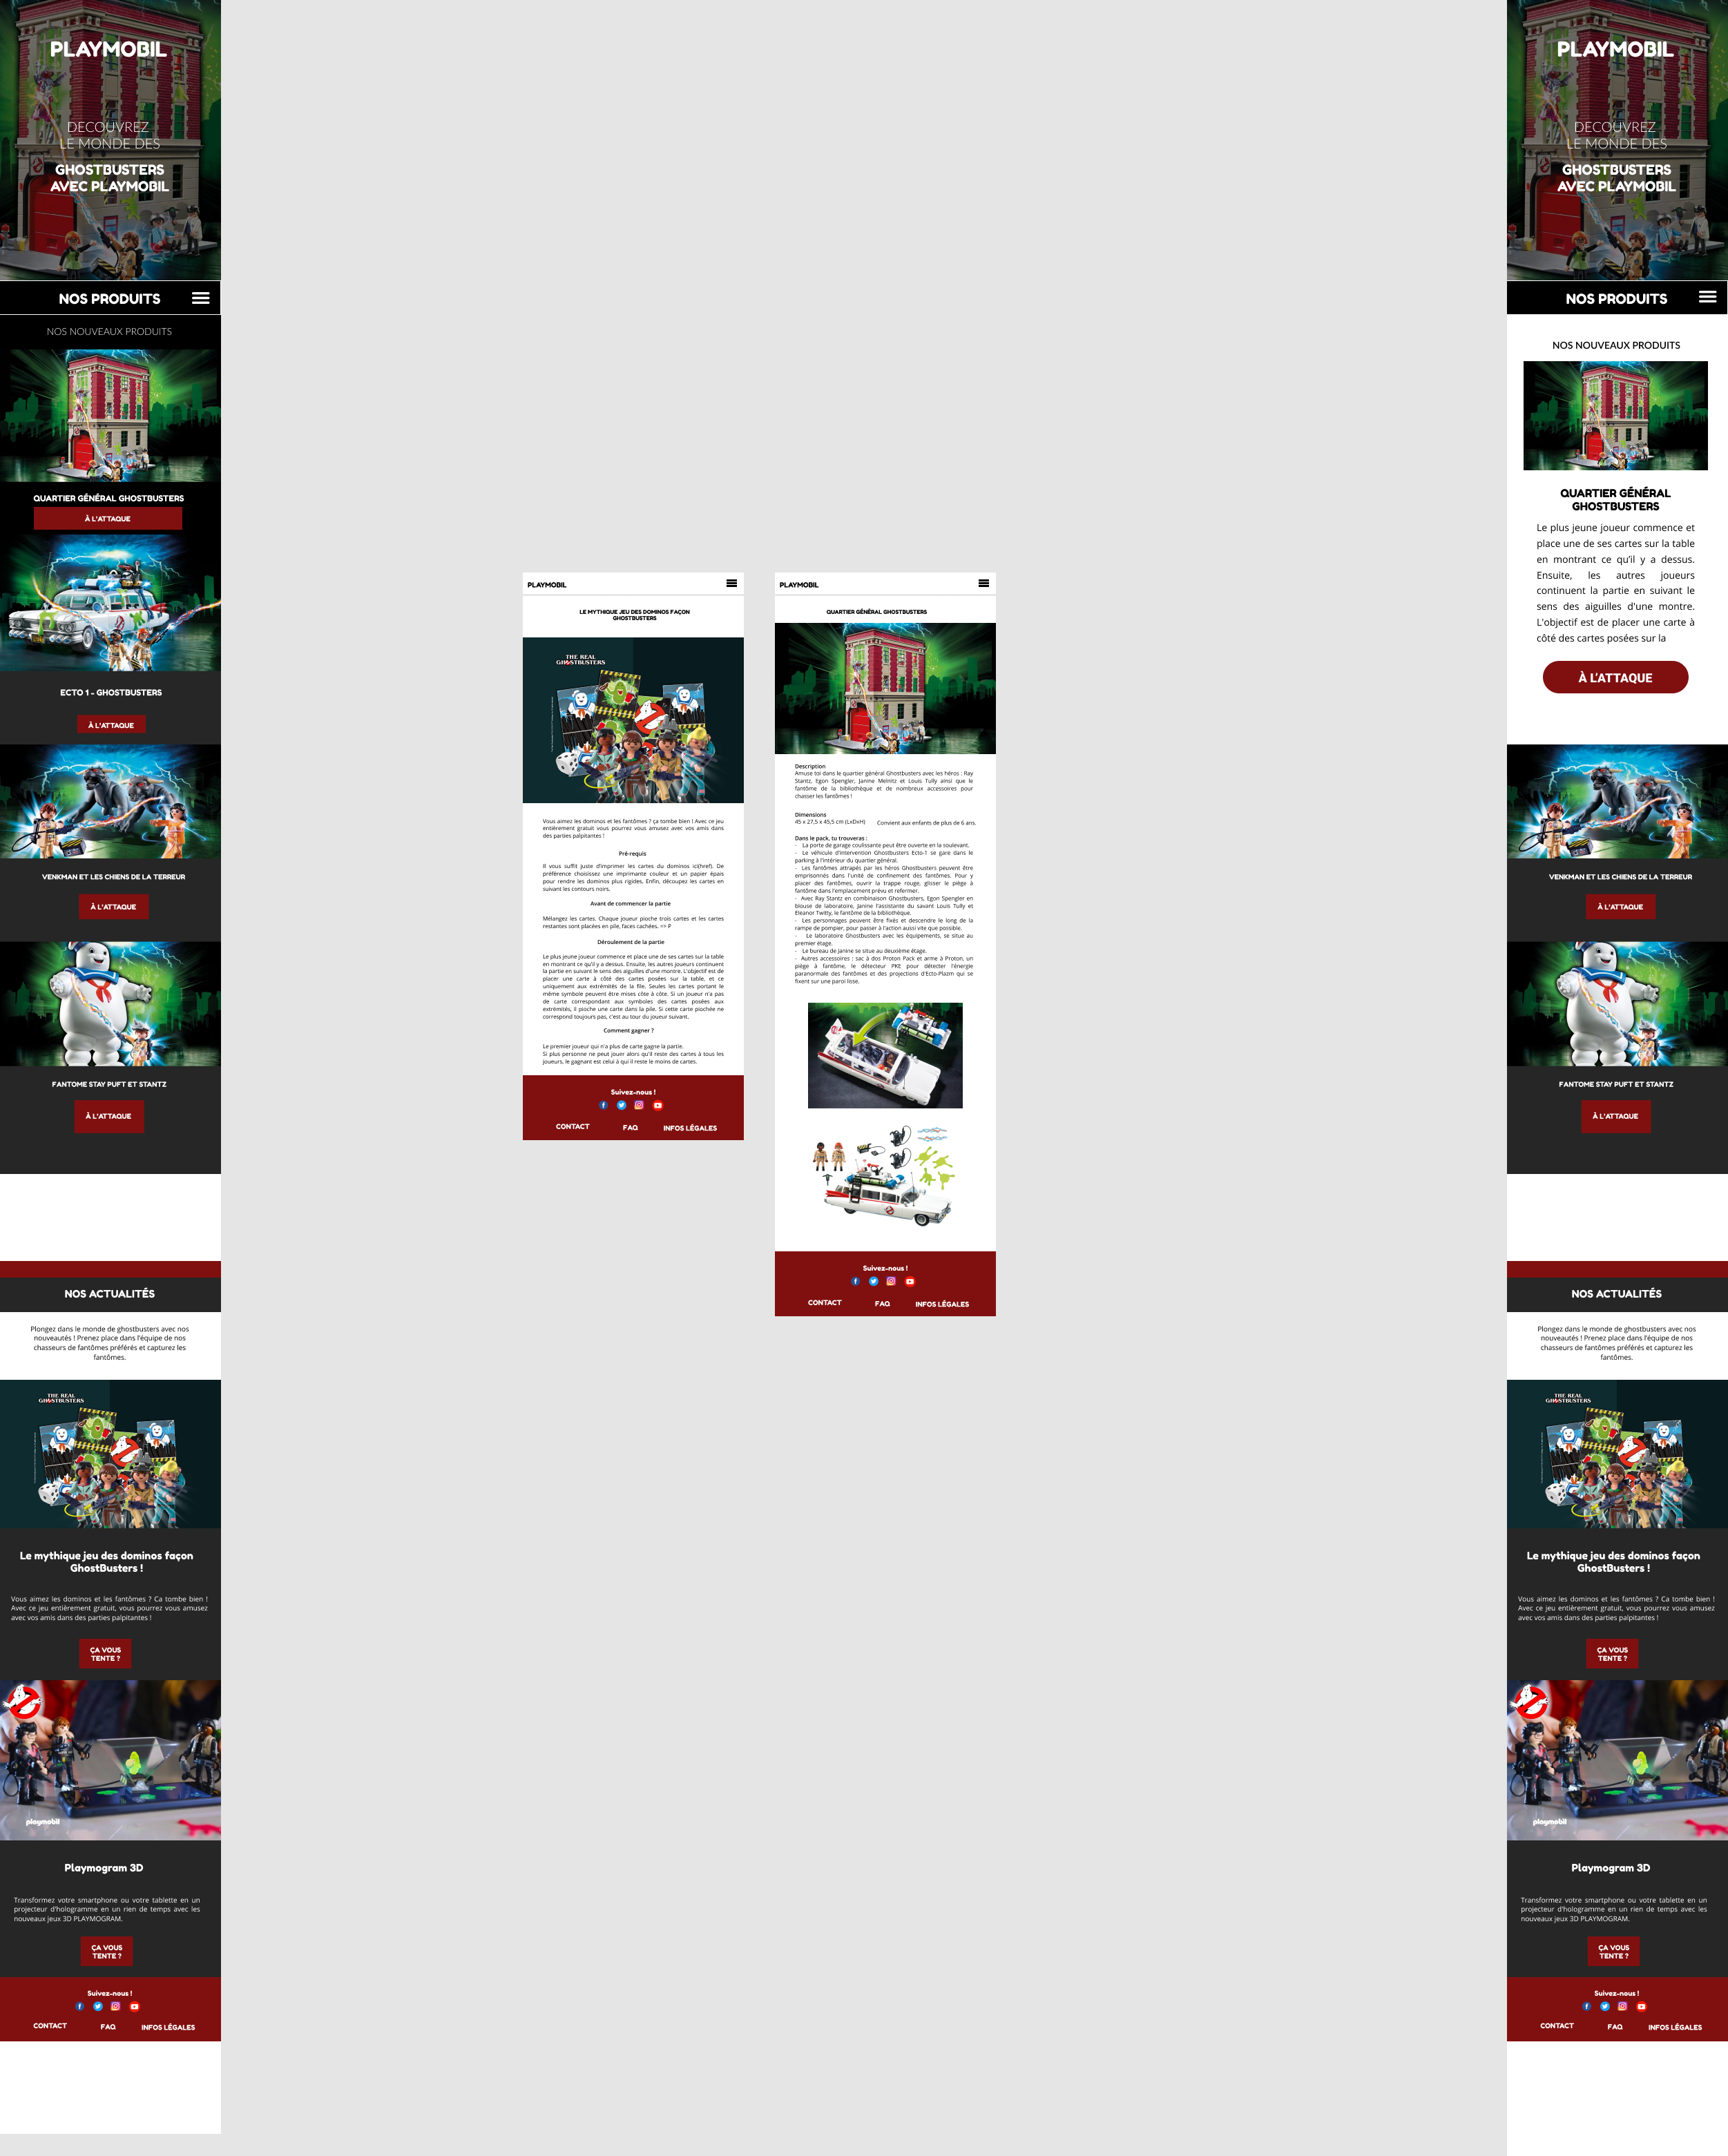 PLAYMOBIL
DECOUVREZ
LE MONDE DES
GHOSTBUSTERS
AVEC PLAYMOBIL
NOS PRODUITS
NOS NOUVEAUX PRODUITS
QUARTIER GÉNÉRAL GHOSTBUSTERS
À L'ATTAQUE
ECTO 1 - GHOSTBUSTERS
À L'ATTAQUE
VENKMAN ET LES CHIENS DE LA TERREUR
À L'ATTAQUE
FANTOME STAY PUFT ET STANTZ
À L'ATTAQUE
NOS ACTUALITÉS
Plongez dans le monde de ghostbusters avec nos
nouveautés ! Prenez place dans l'équipe de nos
chasseurs de fantômes préférés et capturez les
fantômes.
THE REAL
GHOSTBUSTERS
Le mythique jeu des dominos façon
GhostBusters !
Vous aimez les dominos et les fantômes ? Ca tombe bien !
Avec ce jeu entièrement gratuit, vous pourrez vous amusez
avec vos amis dans des parties palpitantes !
ÇA VOUS
TENTE ?
playmobil
Playmogram 3D
Transformez votre smartphone ou votre tablette en un
projecteur d'hologramme en un rien de temps avec les
nouveaux jeux 3D PLAYMOGRAM.
ÇA VOUS
TENTE ?
Suivez-nous !
CONTACT
FAQ
INFOS LÉGALES
PLAYMOBIL
LE MYTHIQUE JEU DES DOMINOS FAÇON
GHOSTBUSTERS
THE REAL
GHOSTBUSTERS
Vous aimez les dominos et les fantômes ? ça tombe bien ! Avec ce jeu
entièrement gratuit vous pourrez vous amusez avec vos amis dans
des parties palpitantes !
Pré-requis
Il vous suffit juste d'imprimer les cartes du dominos ici(href). De
préférence choisissez une imprimante couleur et un papier épais
pour rendre les dominos plus rigides. Enfin, découpez les cartes en
suivant les contours noirs.
Avant de commencer la partie
Mélangez les cartes. Chaque joueur pioche trois cartes et les cartes
restantes sont placées en pile, faces cachées. => P
Déroulement de la partie
Le plus jeune joueur commence et place une de ses cartes sur la table
en montrant ce qu'il y a dessus. Ensuite, les autres joueurs continuent
la partie en suivant le sens des aiguilles d'une montre. L'objectif est de
placer une carte à côté des cartes posées sur la table, et ce
uniquement aux extrémités de la file. Seules les cartes portant le
même symbole peuvent être mises côte à côte. Si un joueur n'a pas
de carte correspondant aux symboles des cartes posées aux
extrémités, il pioche une carte dans la pile. Si cette carte piochée ne
correspond toujours pas, c'est au tour du joueur suivant.
Comment gagner ?
Le premier joueur qui n'a plus de carte gagne la partie.
Si plus personne ne peut jouer alors qu'il reste des cartes à tous les
joueurs, le gagnant est celui à qui il reste le moins de cartes.
Suivez-nous !
CONTACT
FAQ
INFOS LÉGALES
PLAYMOBIL
QUARTIER GÉNÉRAL GHOSTBUSTERS
Description
Amuse toi dans le quartier général Ghostbusters avec les héros : Ray
Stantz, Egon Spengler, Janine Melnitz et Louis Tully ainsi que le
fantôme de la bibliothèque et de nombreux accessoires pour
chasser les fantômes !
Dimensions
45 x 27,5 x 45,5 cm (LxDxH)
Convient aux enfants de plus de 6 ans.
Dans le pack, tu trouveras :
- La porte de garage coulissante peut être ouverte en la soulevant.
- Le véhicule d'intervention Ghostbusters Ecto-1 se gare dans le
parking à l'intérieur du quartier général.
- Les fantômes attrapés par les héros Ghostbusters peuvent être
emprisonnés dans l'unité de confinement des fantômes. Pour y
placer des fantômes, ouvrir la trappe rouge, glisser le piège à
fantôme dans l'emplacement prévu et refermer.
- Avec Ray Stantz en combinaison Ghostbusters, Egon Spengler en
blouse de laboratoire, Janine l'assistante du savant Louis Tully et
Eleanor Twitty, le fantôme de la bibliothèque.
- Les personnages peuvent être fixés et descendre le long de la
rampe de pompier, pour passer à l'action aussi vite que possible.
- Le laboratoire Ghostbusters avec les équipements, se situe au
premier étage.
- Le bureau de Janine se situe au deuxième étage.
- Autres accessoires : sac à dos Proton Pack et arme à Proton, un
piège à fantôme, le détecteur PKE pour détecter l'énergie
paranormale des fantômes et des projections d'Ecto-Plazm qui se
fixent sur une paroi lisse.
Suivez-nous !
CONTACT
FAQ
INFOS LÉGALES
PLAYMOBIL
DECOUVREZ
LE MONDE DES
GHOSTBUSTERS
AVEC PLAYMOBIL
NOS PRODUITS
NOS NOUVEAUX PRODUITS
QUARTIER GÉNÉRAL
GHOSTBUSTERS
Le plus jeune joueur commence et
place une de ses cartes sur la table
en montrant ce qu'il y a dessus.
Ensuite, les autres joueurs
continuent la partie en suivant le
sens des aiguilles d'une montre.
L'objectif est de placer une carte à
côté des cartes posées sur la
À L'ATTAQUE
VENKMAN ET LES CHIENS DE LA TERREUR
À L'ATTAQUE
FANTOME STAY PUFT ET STANTZ
À L'ATTAQUE
NOS ACTUALITÉS
Plongez dans le monde de ghostbusters avec nos
nouveautés ! Prenez place dans l'équipe de nos
chasseurs de fantômes préférés et capturez les
fantômes.
THE REAL
GHOSTBUSTERS
Le mythique jeu des dominos façon
GhostBusters !
Vous aimez les dominos et les fantômes ? Ca tombe bien !
Avec ce jeu entièrement gratuit, vous pourrez vous amusez
avec vos amis dans des parties palpitantes !
ÇA VOUS
TENTE ?
playmobil
Playmogram 3D
Transformez votre smartphone ou votre tablette en un
projecteur d'hologramme en un rien de temps avec les
nouveaux jeux 3D PLAYMOGRAM.
ÇA VOUS
TENTE ?
Suivez-nous !
CONTACT
FAQ
INFOS LÉGALES